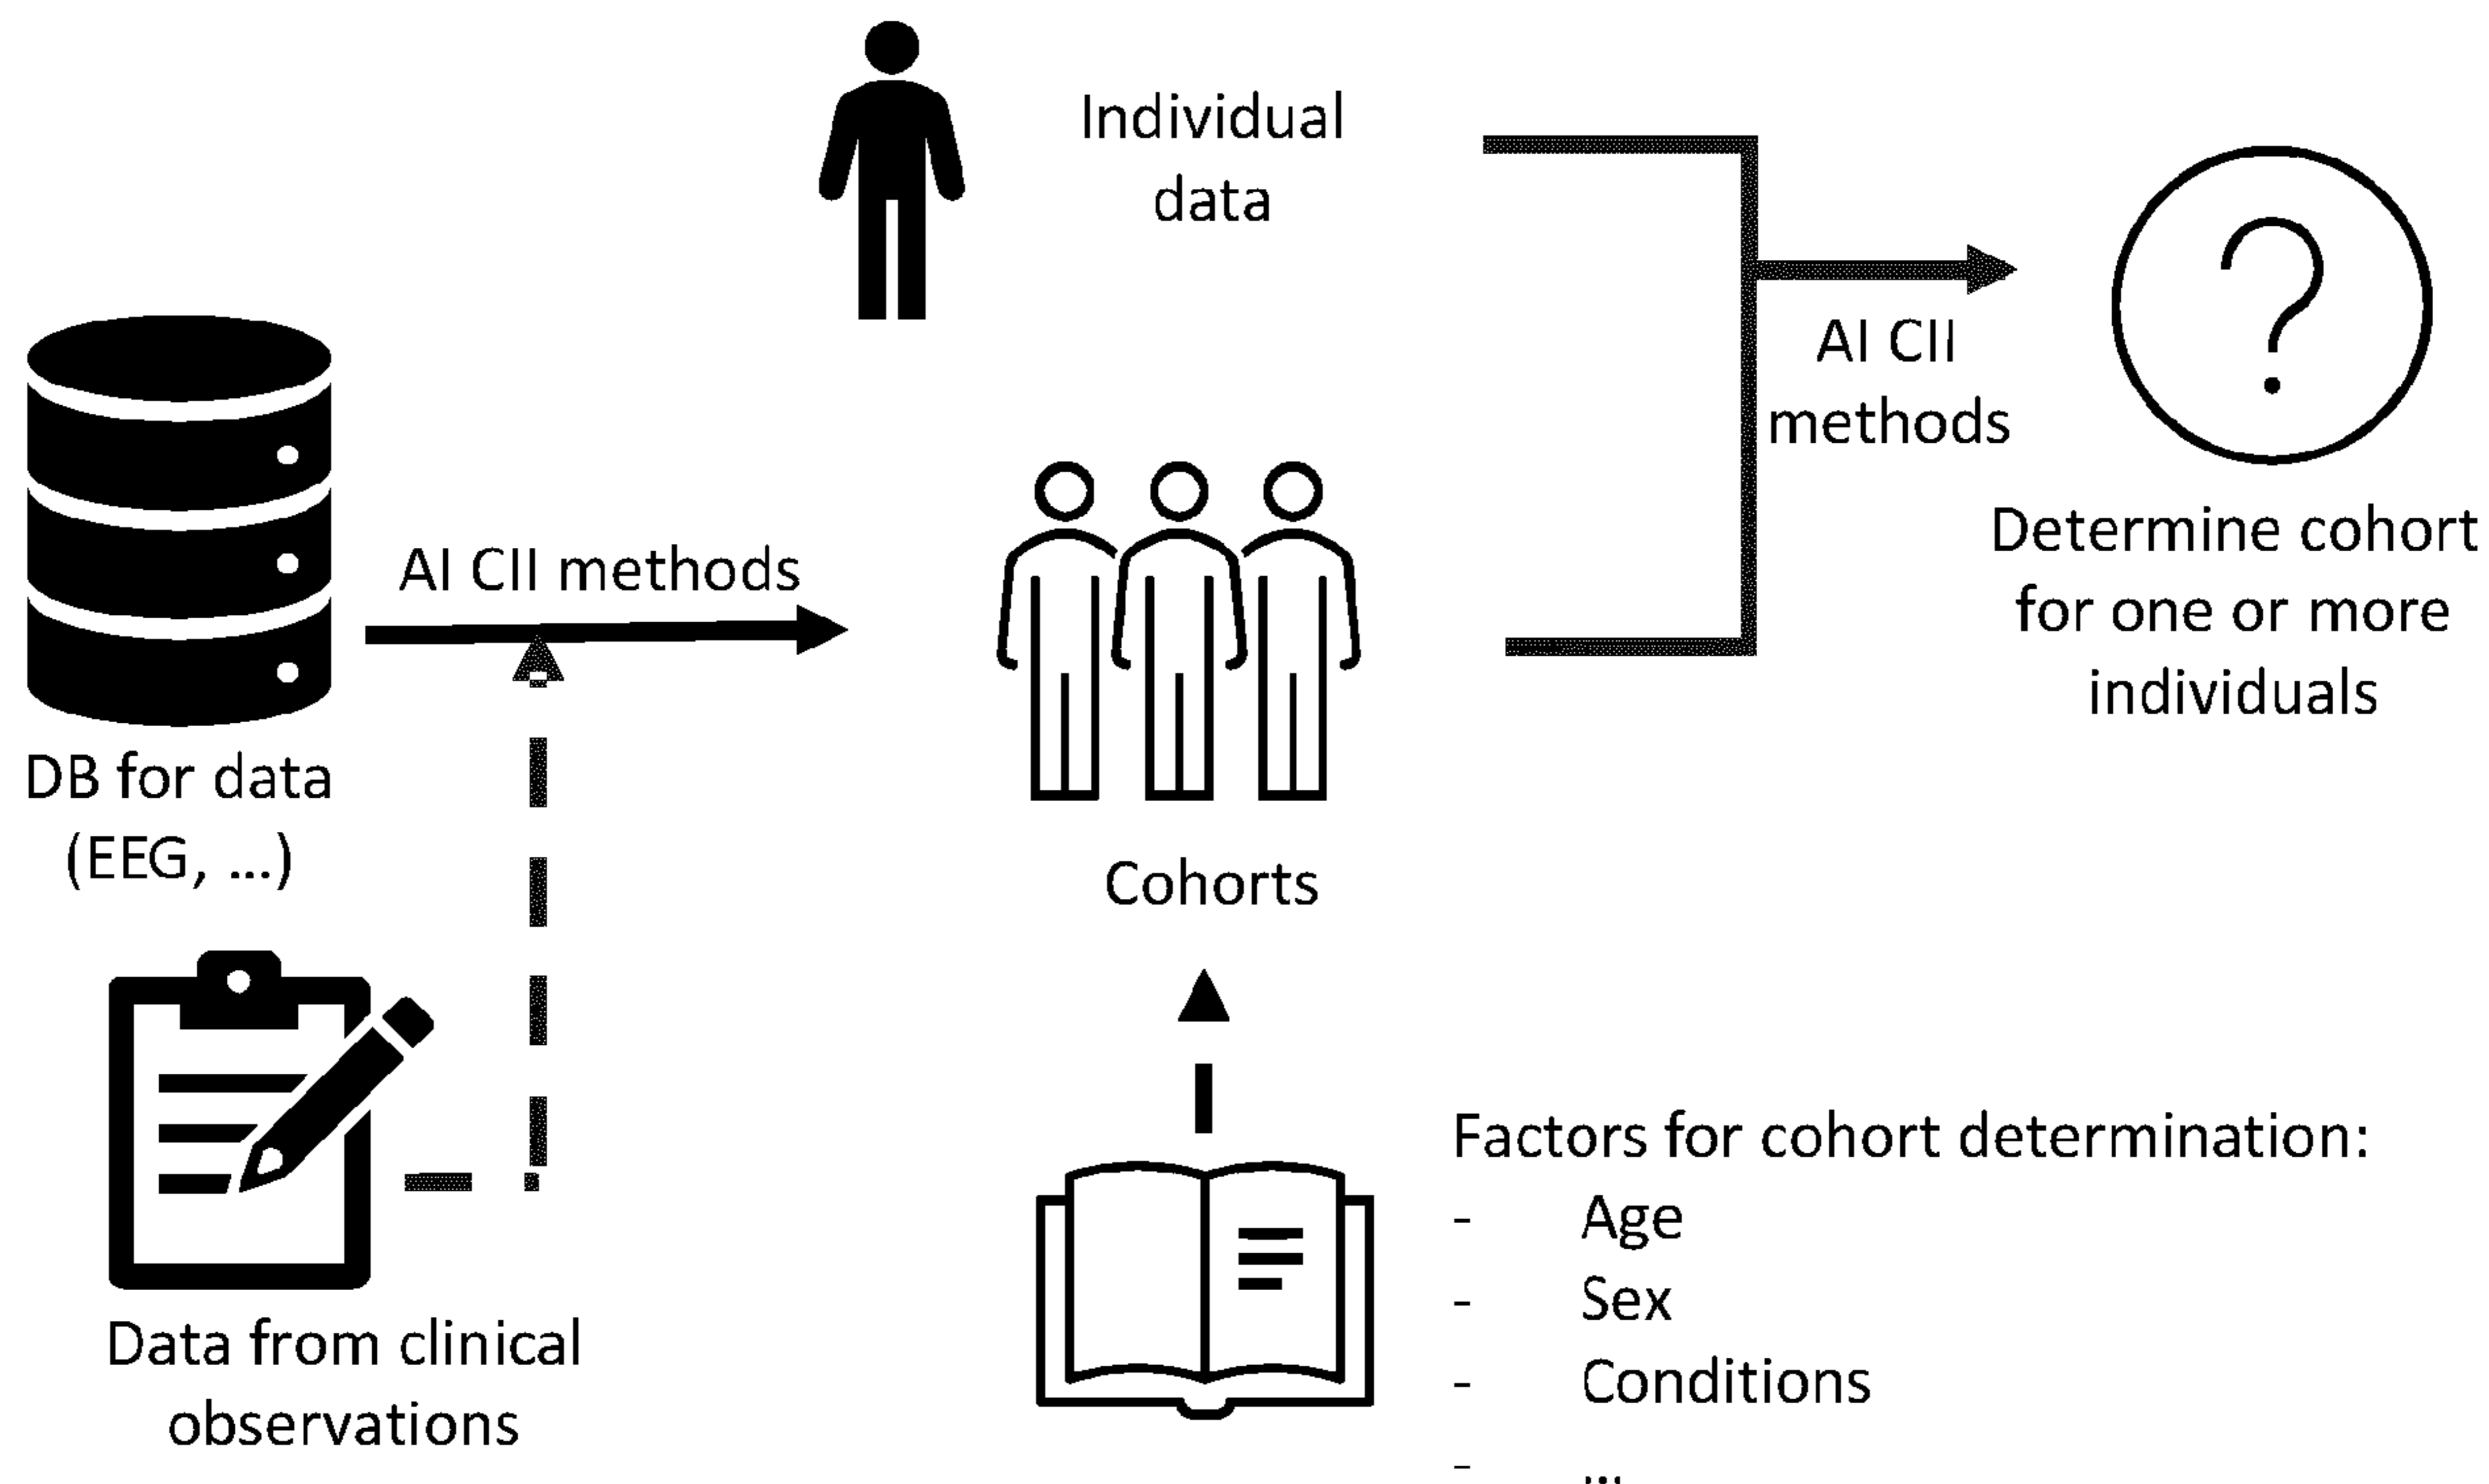 Individual
data
AI CII
methods
Determine cohort
for one or more
individuals
AI CII methods
DB for data
(EEG, ...)
Cohorts
Data from clinical
observations
Factors for cohort determination:
- Age
- Sex
- Conditions
- ...